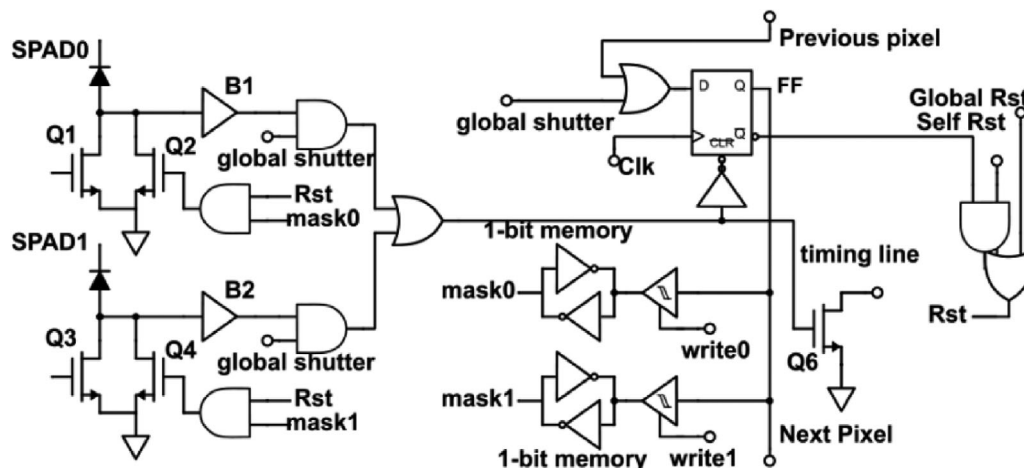 SPAD0
B1
Q1
Q2
global shutter
Rst
mask0
SPAD1
B2
Q3
Q4
global shutter
Rst
mask1
Previous pixel
global shutter
D
Q
FF
Q
CLR
Clk
Global Rst
Self Rst
Rst
1-bit memory
mask0
write0
mask1
write1
1-bit memory
timing line
Q6
Next Pixel